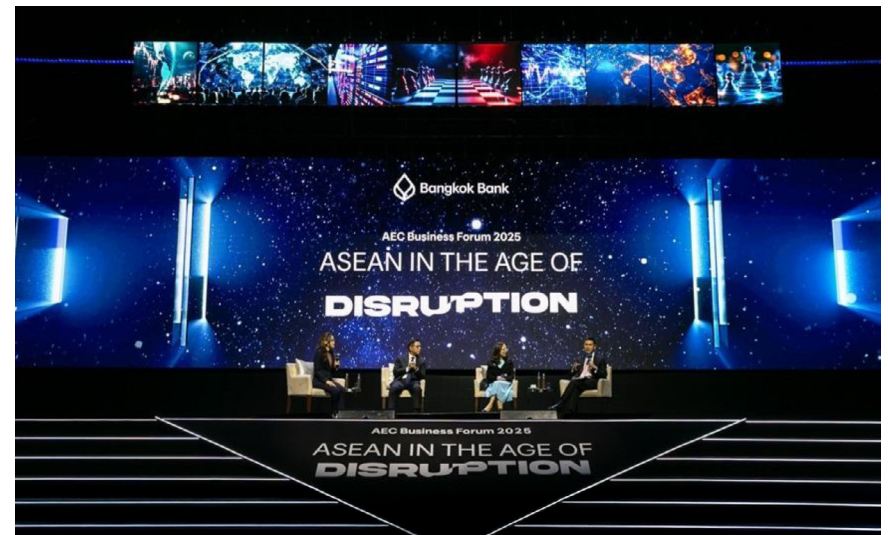 Bangkok Bank
AEC Business Forum 2025
ASEAN IN THE AGE OF
DISRUPTION
AEC Business Forum 2025
ASEAN IN THE AGE OF
DISRUPTION